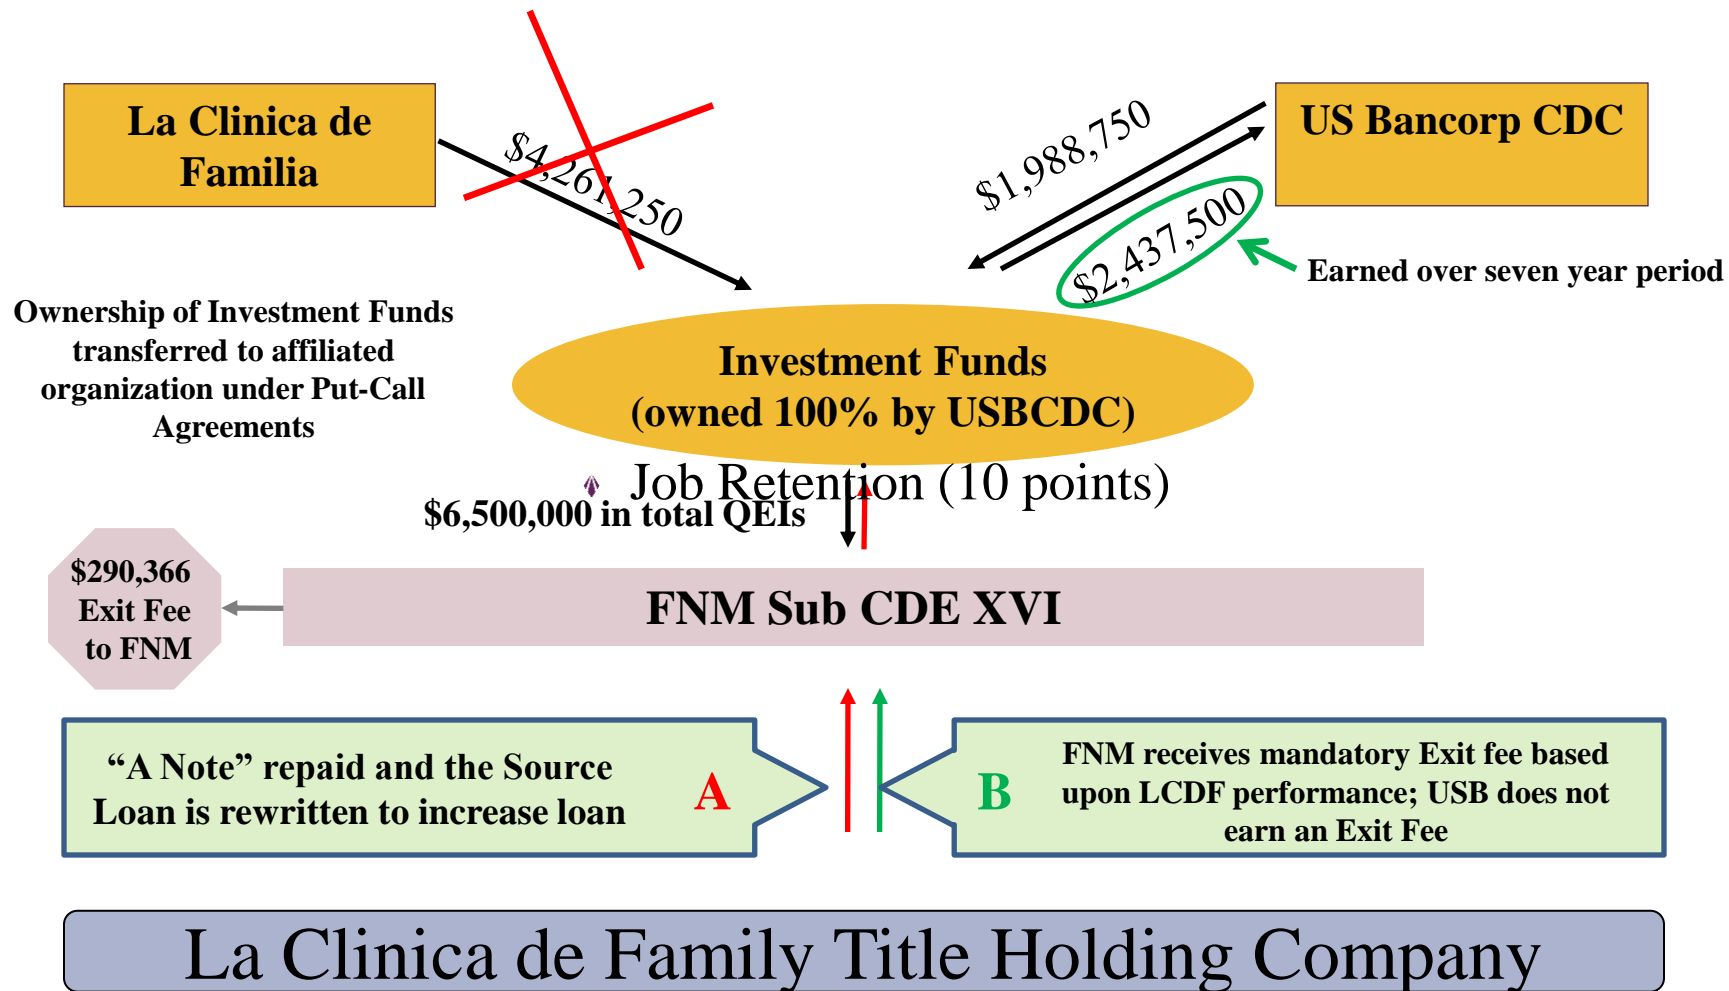 La Clinica de
Familia
$4,261,250
$1,988,750
US Bancorp CDC
$2,437,500
Earned over seven year period
Ownership of Investment Funds
transferred to affiliated
organization under Put-Call
Agreements
Investment Funds
(owned 100% by USBCDC)
Job Retention (10 points)
$6,500,000 in total QEIs
$290,366
Exit Fee
to FNM
FNM Sub CDE XVI
“A Note” repaid and the Source
Loan is rewritten to increase loan
A
B
FNM receives mandatory Exit fee based
upon LCDF performance; USB does not
earn an Exit Fee
La Clinica de Family Title Holding Company